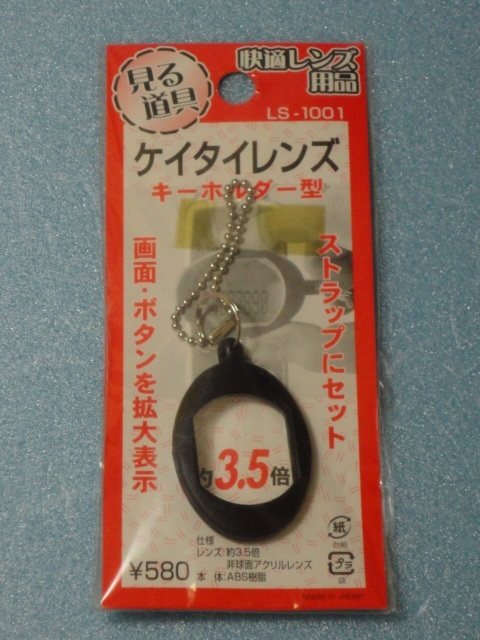 見る
道具
快適レンズ
用品
LS-1001
ケイタイレンズ
キーホルダー型
ストラップにセット
画面・ボタンを拡大表示
約3.5倍
仕様
レンズ:約3.5倍
非球面アクリルレンズ
本 体:ABS樹脂
¥580
紙
台紙
プラ
袋
Made in Japan